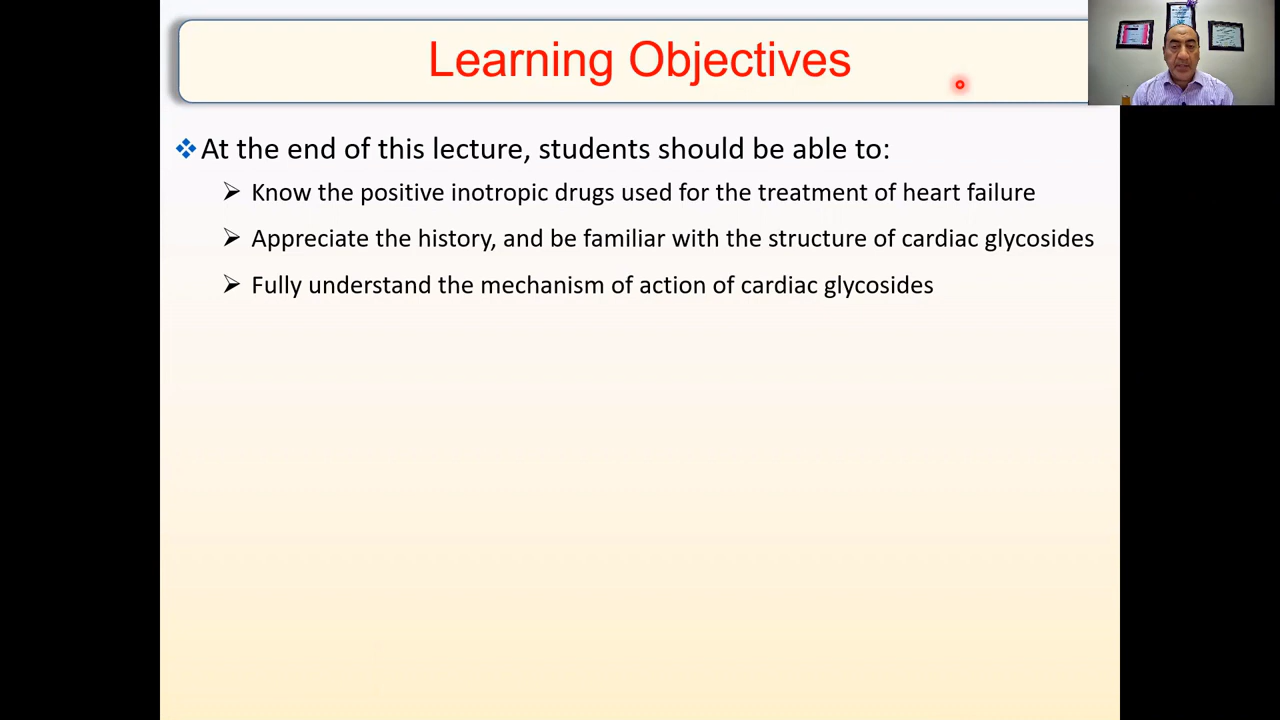 Learning Objectives
At the end of this lecture, students should be able to:
Know the positive inotropic drugs used for the treatment of heart failure
Appreciate the history, and be familiar with the structure of cardiac glycosides
Fully understand the mechanism of action of cardiac glycosides